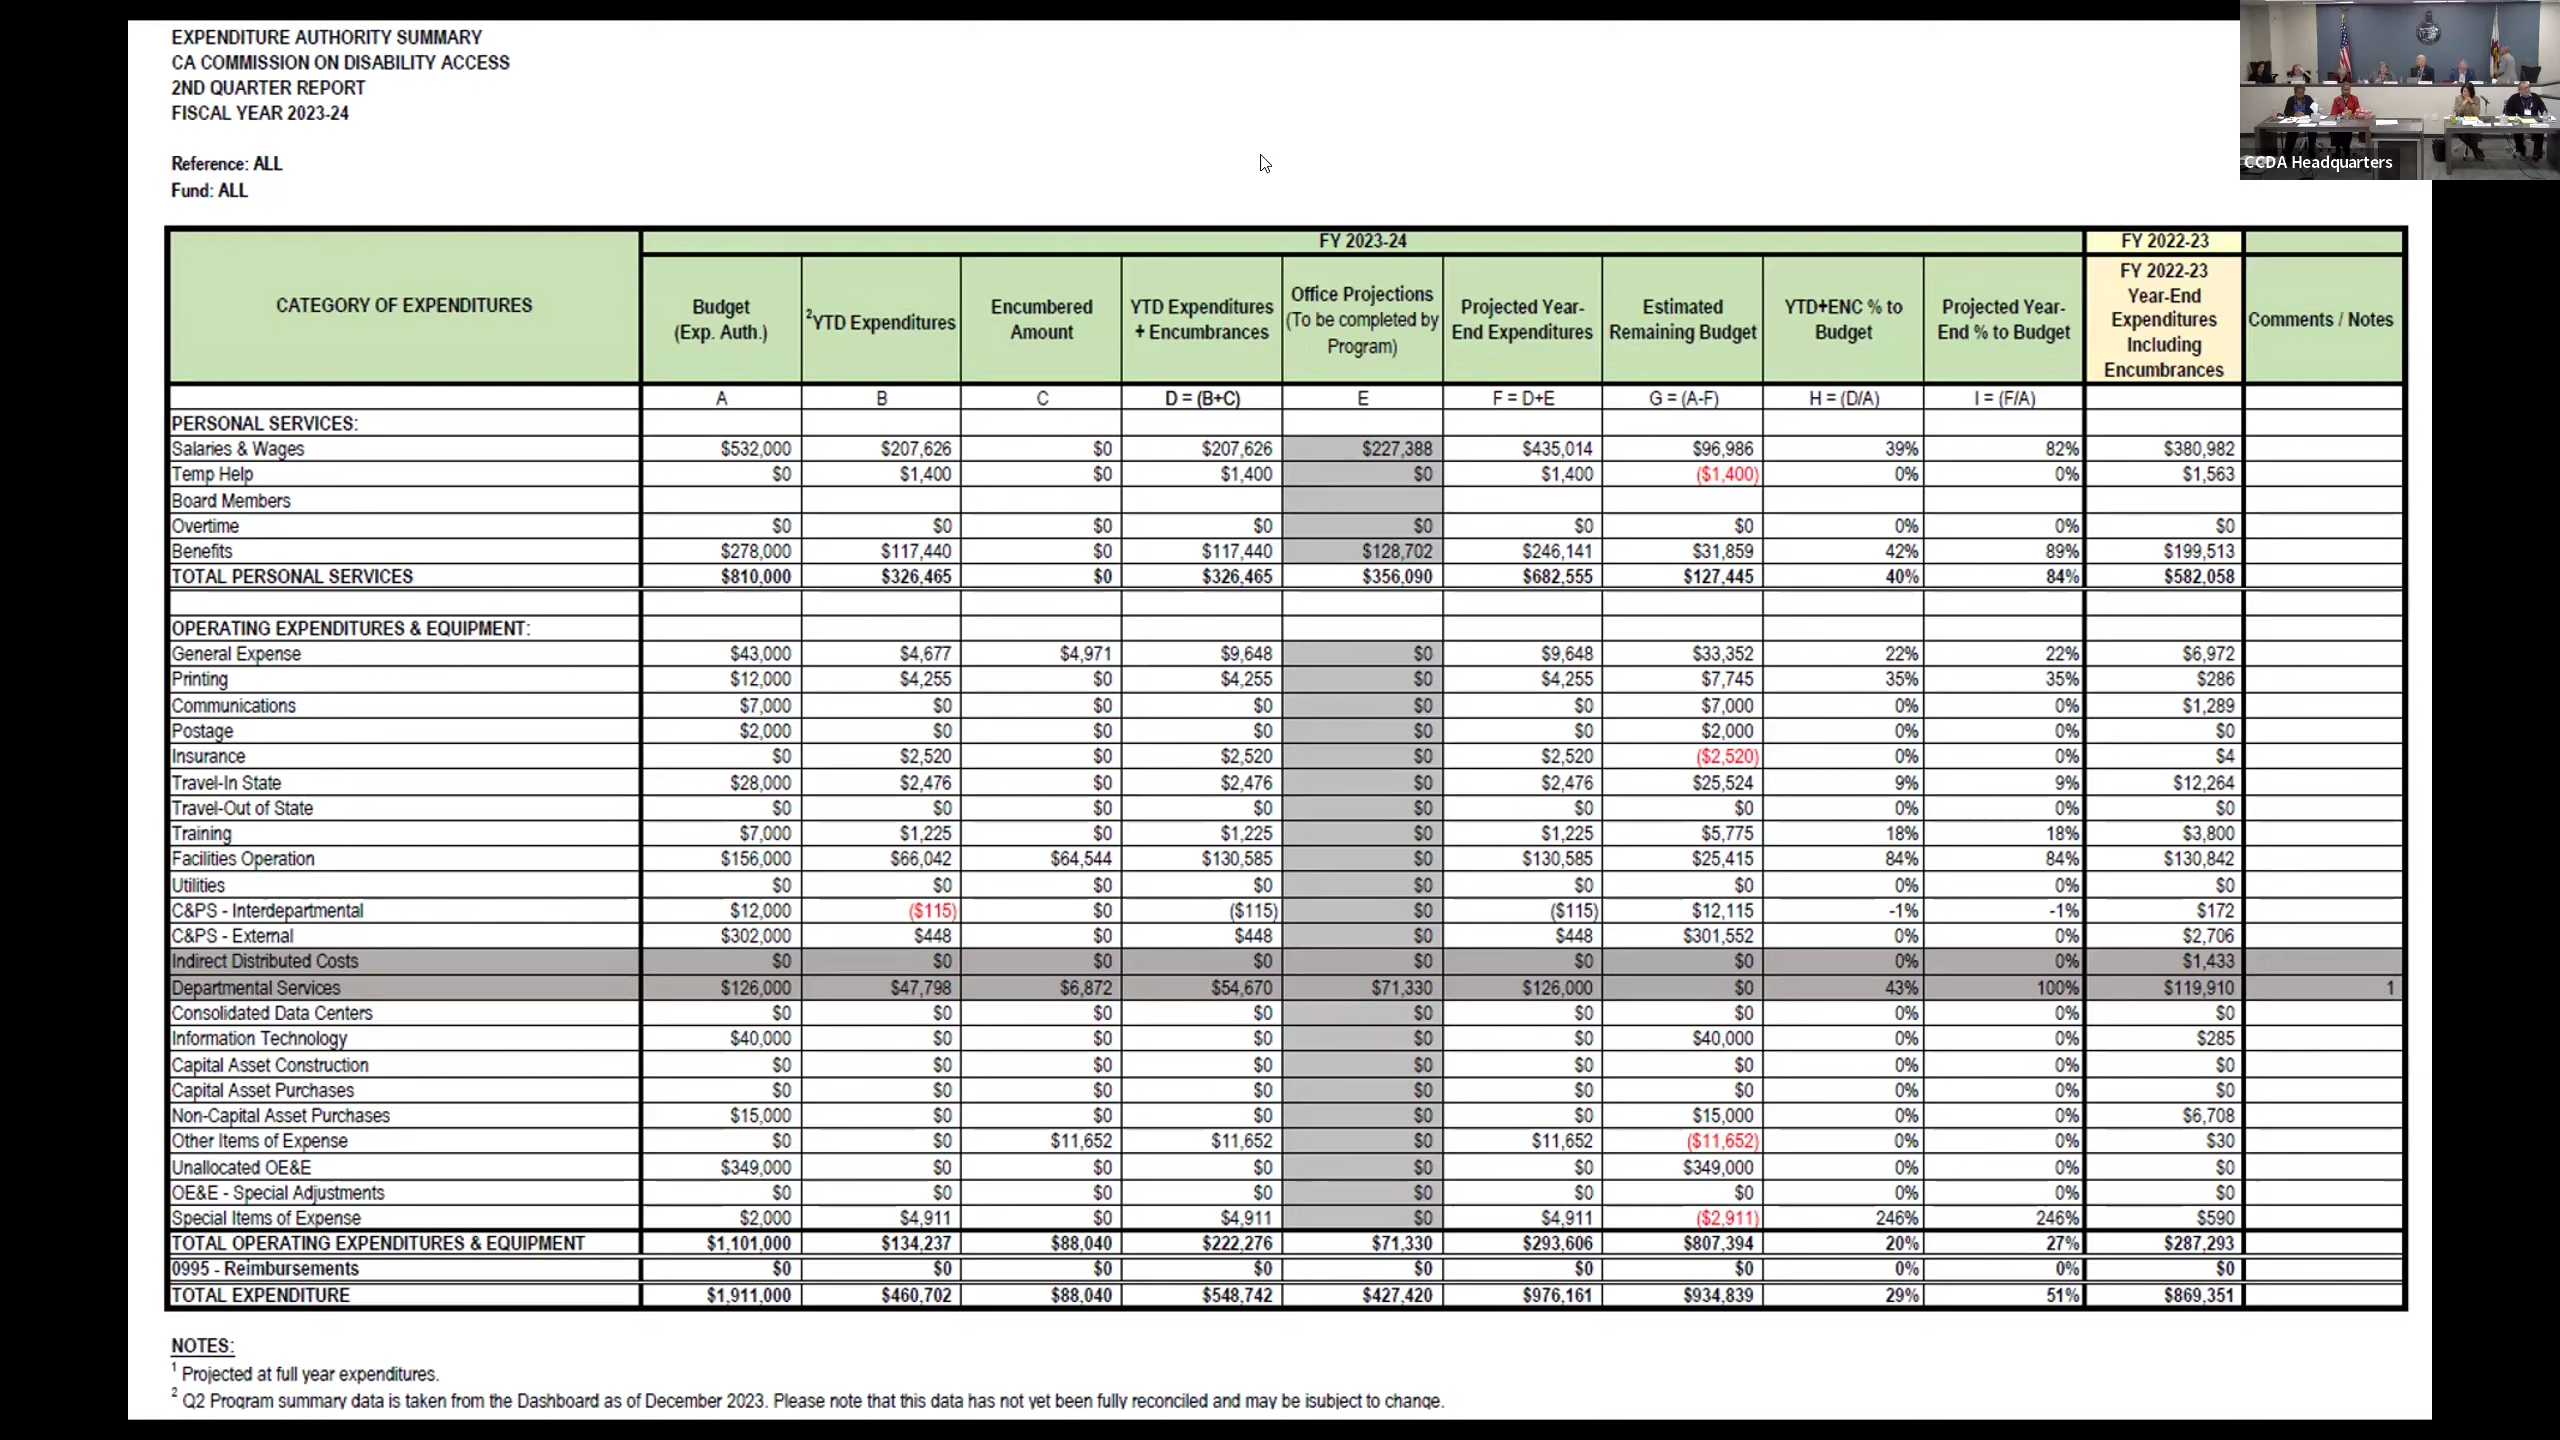 EXPENDITURE AUTHORITY SUMMARY
CA COMMISSION ON DISABILITY ACCESS
2ND QUARTER REPORT
FISCAL YEAR 2023-24
CCDA Headquarters
Reference: ALL
Fund: ALL
FY 2023-24 FY 2022-23
CATEGORY OF EXPENDITURES
Budget (Exp. Auth.)
2YTD Expenditures
Encumbered Amount
YTD Expenditures + Encumbrances
Office Projections (To be completed by Program)
Projected Year-End Expenditures
Estimated Remaining Budget
YTD+ENC % to Budget
Projected Year-End % to Budget
FY 2022-23 Year-End Expenditures Including Encumbrances
Comments / Notes
A B C D = (B+C) E F = D+E G = (A-F) H = (D/A) I = (F/A)
PERSONAL SERVICES:
Salaries & Wages $532,000 $207,626 $0 $207,626 $227,388 $435,014 $96,986 39% 82% $380,982
Temp Help $0 $1,400 $0 $1,400 $0 $1,400 ($1,400) 0% 0% $1,563
Board Members
Overtime $0 $0 $0 $0 $0 $0 $0 0% 0% $0
Benefits $278,000 $117,440 $0 $117,440 $128,702 $246,141 $31,859 42% 89% $199,513
TOTAL PERSONAL SERVICES $810,000 $326,465 $0 $326,465 $356,090 $682,555 $127,445 40% 84% $582,058
OPERATING EXPENDITURES & EQUIPMENT:
General Expense $43,000 $4,677 $4,971 $9,648 $0 $9,648 $33,352 22% 22% $6,972
Printing $12,000 $4,255 $0 $4,255 $0 $4,255 $7,745 35% 35% $286
Communications $7,000 $0 $0 $0 $0 $0 $7,000 0% 0% $1,289
Postage $2,000 $0 $0 $0 $0 $0 $2,000 0% 0% $0
Insurance $0 $2,520 $0 $2,520 $0 $2,520 ($2,520) 0% 0% $4
Travel-In State $28,000 $2,476 $0 $2,476 $0 $2,476 $25,524 9% 9% $12,264
Travel-Out of State $0 $0 $0 $0 $0 $0 $0 0% 0% $0
Training $7,000 $1,225 $0 $1,225 $0 $1,225 $5,775 18% 18% $3,800
Facilities Operation $156,000 $66,042 $64,544 $130,585 $0 $130,585 $25,415 84% 84% $130,842
Utilities $0 $0 $0 $0 $0 $0 $0 0% 0% $0
C&PS - Interdepartmental $12,000 ($115) $0 ($115) $0 ($115) $12,115 -1% -1% $172
C&PS - External $302,000 $448 $0 $448 $0 $448 $301,552 0% 0% $2,706
Indirect Distributed Costs $0 $0 $0 $0 $0 $0 $0 0% 0% $1,433
Departmental Services $126,000 $47,798 $6,872 $54,670 $71,330 $126,000 $0 43% 100% $119,910 1
Consolidated Data Centers $0 $0 $0 $0 $0 $0 $0 0% 0% $0
Information Technology $40,000 $0 $0 $0 $0 $0 $40,000 0% 0% $285
Capital Asset Construction $0 $0 $0 $0 $0 $0 $0 0% 0% $0
Capital Asset Purchases $0 $0 $0 $0 $0 $0 $0 0% 0% $0
Non-Capital Asset Purchases $15,000 $0 $0 $0 $0 $0 $15,000 0% 0% $6,708
Other Items of Expense $0 $0 $11,652 $11,652 $0 $11,652 ($11,652) 0% 0% $30
Unallocated OE&E $349,000 $0 $0 $0 $0 $0 $349,000 0% 0% $0
OE&E - Special Adjustments $0 $0 $0 $0 $0 $0 $0 0% 0% $0
Special Items of Expense $2,000 $4,911 $0 $4,911 $0 $4,911 ($2,911) 246% 246% $590
TOTAL OPERATING EXPENDITURES & EQUIPMENT $1,101,000 $134,237 $88,040 $222,276 $71,330 $293,606 $807,394 20% 27% $287,293
0995 - Reimbursements $0 $0 $0 $0 $0 $0 $0 0% 0% $0
TOTAL EXPENDITURE $1,911,000 $460,702 $88,040 $548,742 $427,420 $976,161 $934,839 29% 51% $869,351
NOTES:
1 Projected at full year expenditures.
2 Q2 Program summary data is taken from the Dashboard as of December 2023. Please note that this data has not yet been fully reconciled and may be isubject to change.